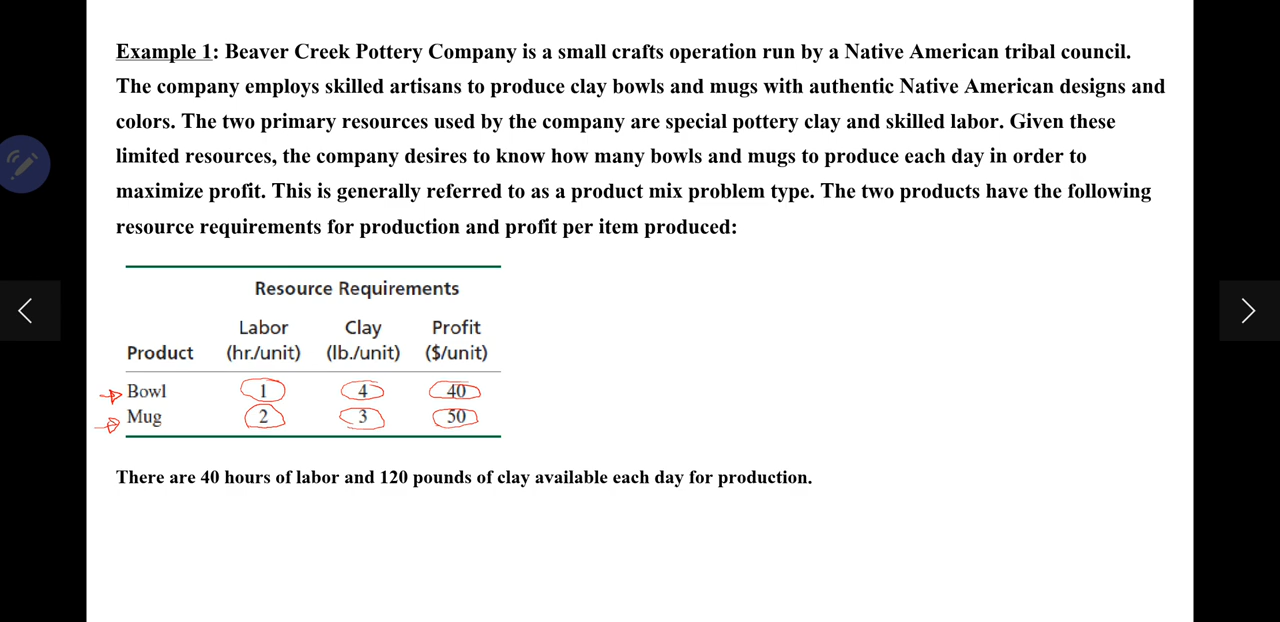 Example 1: Beaver Creek Pottery Company is a small crafts operation run by a Native American tribal council.
The company employs skilled artisans to produce clay bowls and mugs with authentic Native American designs and
colors. The two primary resources used by the company are special pottery clay and skilled labor. Given these
limited resources, the company desires to know how many bowls and mugs to produce each day in order to
maximize profit. This is generally referred to as a product mix problem type. The two products have the following
resource requirements for production and profit per item produced:
Resource Requirements
Labor Clay Profit
Product (hr./unit) (lb./unit) ($/unit)
Bowl 1 4 40
Mug 2 3 50
There are 40 hours of labor and 120 pounds of clay available each day for production.